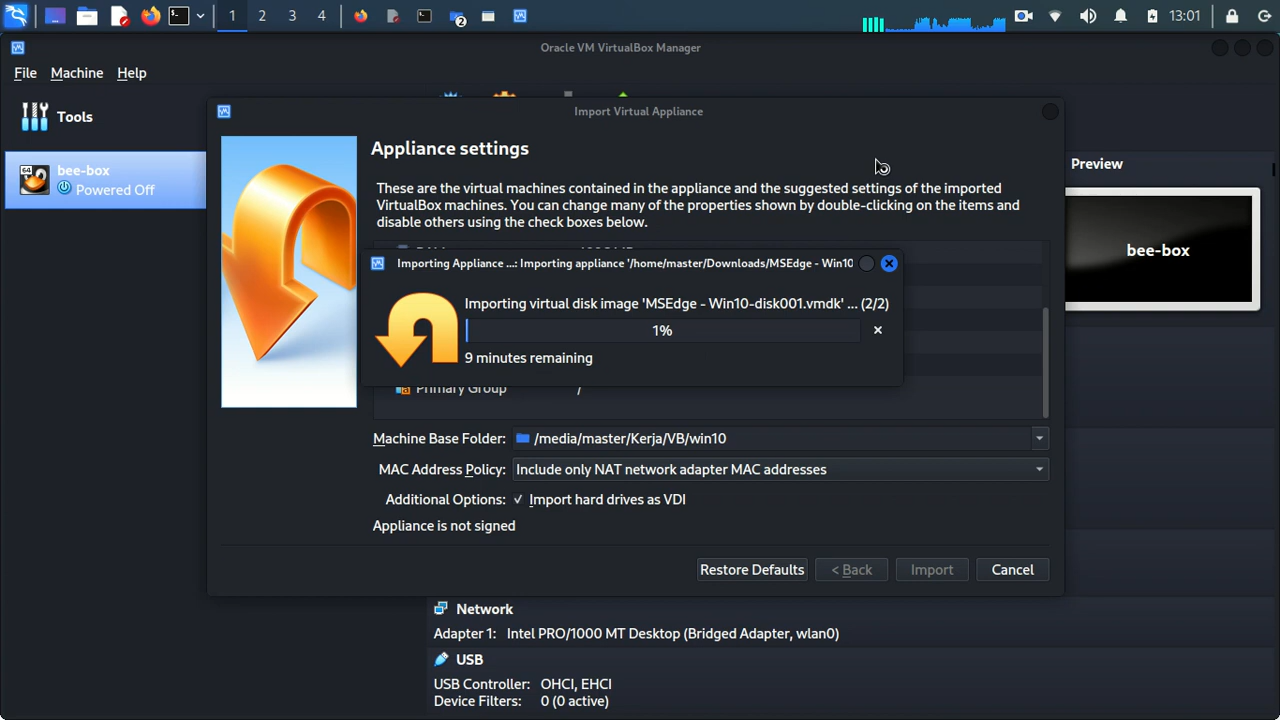 1 2 3 4 2 13:01
Oracle VM VirtualBox Manager
File Machine Help
Tools
64 bee-box
Powered Off
Import Virtual Appliance
Appliance settings
These are the virtual machines contained in the appliance and the suggested settings of the imported
VirtualBox machines. You can change many of the properties shown by double-clicking on the items and
disable others using the check boxes below.
Importing Appliance ...: Importing appliance '/home/master/Downloads/MSEdge - Win10
Importing virtual disk image 'MSEdge - Win10-disk001.vmdk' ... (2/2)
1%
9 minutes remaining
Primary Group /
Machine Base Folder: /media/master/Kerja/VB/win10
MAC Address Policy: Include only NAT network adapter MAC addresses
Additional Options: ✓ Import hard drives as VDI
Appliance is not signed
Restore Defaults < Back Import Cancel
Preview
bee-box
Network
Adapter 1: Intel PRO/1000 MT Desktop (Bridged Adapter, wlan0)
USB
USB Controller: OHCI, EHCI
Device Filters: 0 (0 active)